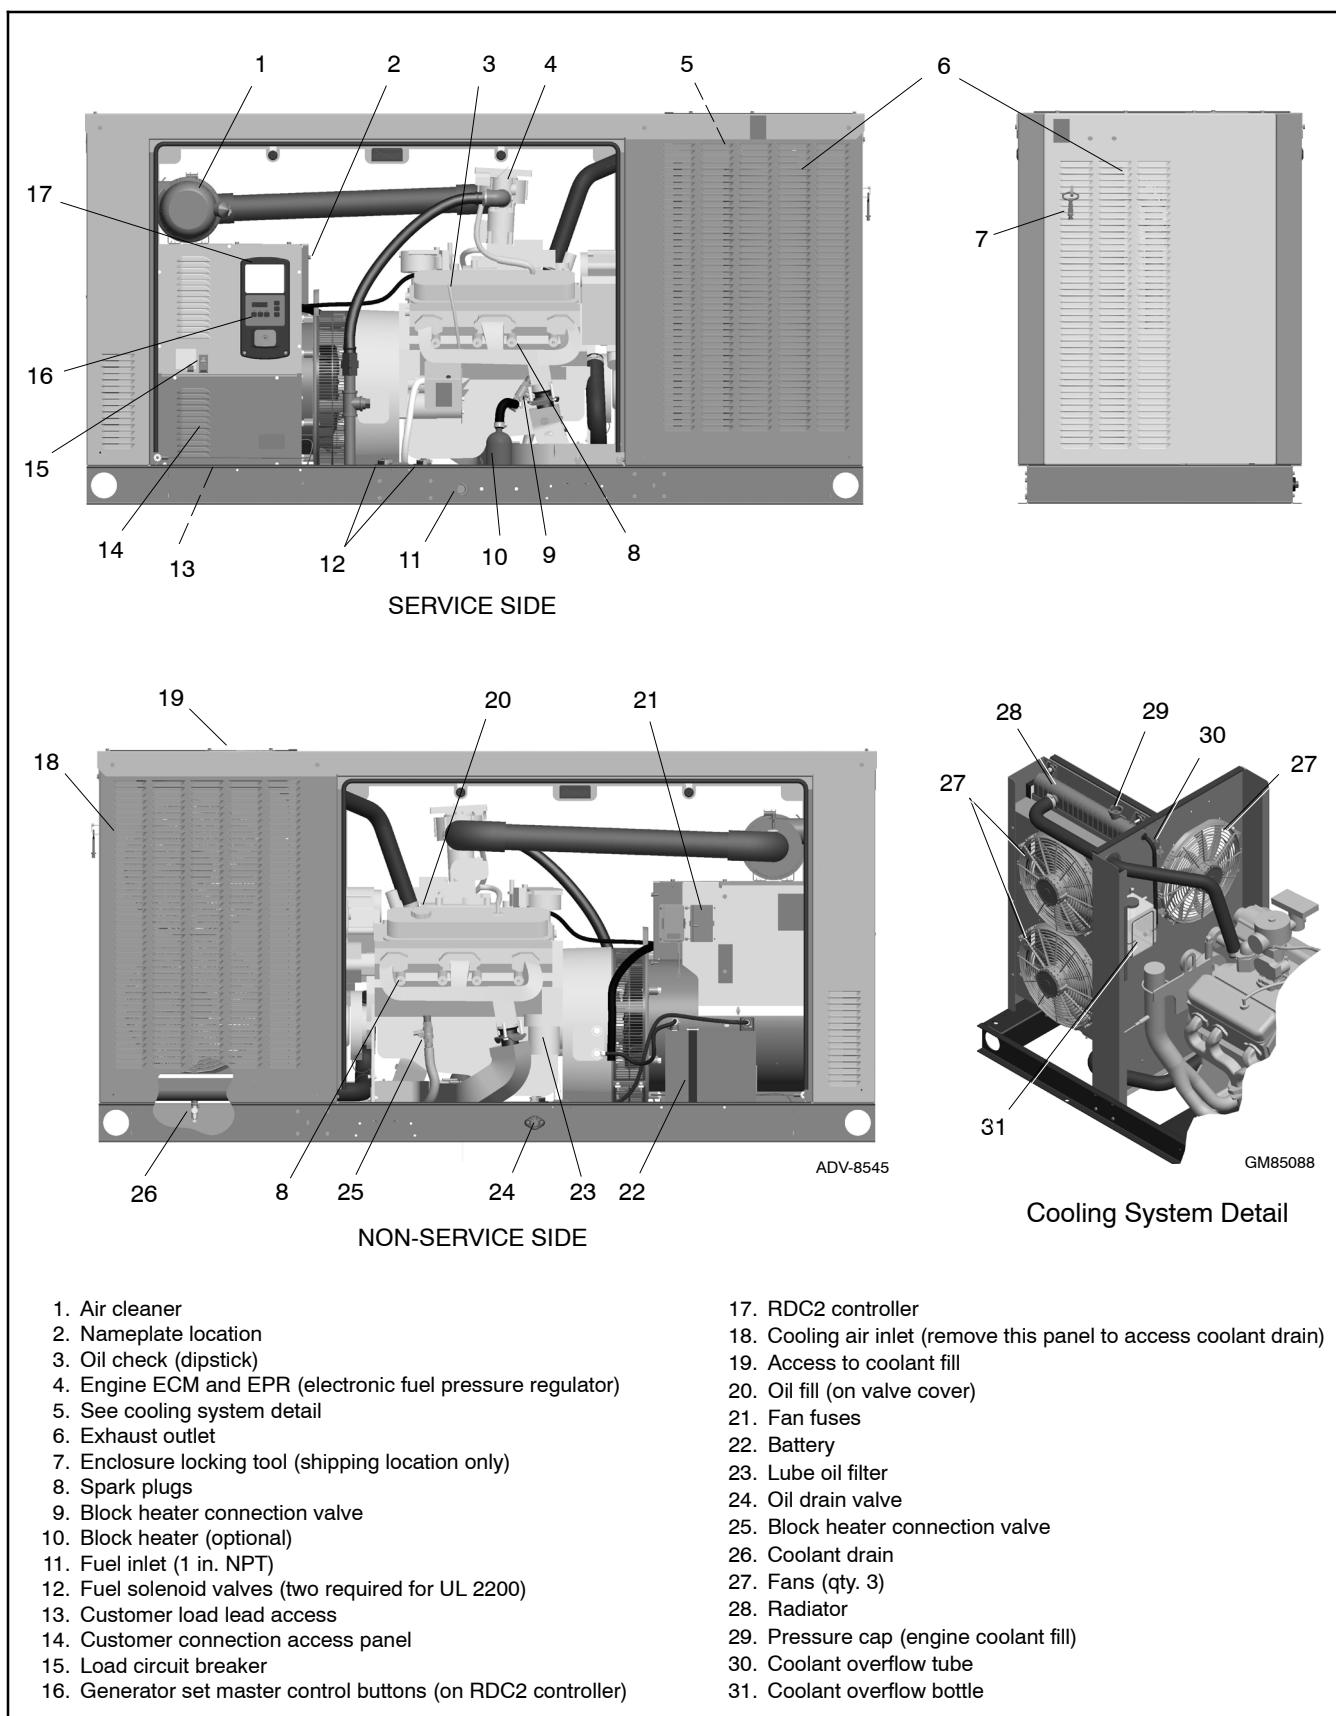 1 2 3 4 5 6
17
7
16
15
14 13 12 11 10 9 8
SERVICE SIDE
19 20 21
18
28 29 30 27
27
31
26 8 25 24 23 22
ADV-8545
GM85088
NON-SERVICE SIDE
Cooling System Detail
1. Air cleaner
2. Nameplate location
3. Oil check (dipstick)
4. Engine ECM and EPR (electronic fuel pressure regulator)
5. See cooling system detail
6. Exhaust outlet
7. Enclosure locking tool (shipping location only)
8. Spark plugs
9. Block heater connection valve
10. Block heater (optional)
11. Fuel inlet (1 in. NPT)
12. Fuel solenoid valves (two required for UL 2200)
13. Customer load lead access
14. Customer connection access panel
15. Load circuit breaker
16. Generator set master control buttons (on RDC2 controller)
17. RDC2 controller
18. Cooling air inlet (remove this panel to access coolant drain)
19. Access to coolant fill
20. Oil fill (on valve cover)
21. Fan fuses
22. Battery
23. Lube oil filter
24. Oil drain valve
25. Block heater connection valve
26. Coolant drain
27. Fans (qty. 3)
28. Radiator
29. Pressure cap (engine coolant fill)
30. Coolant overflow tube
31. Coolant overflow bottle